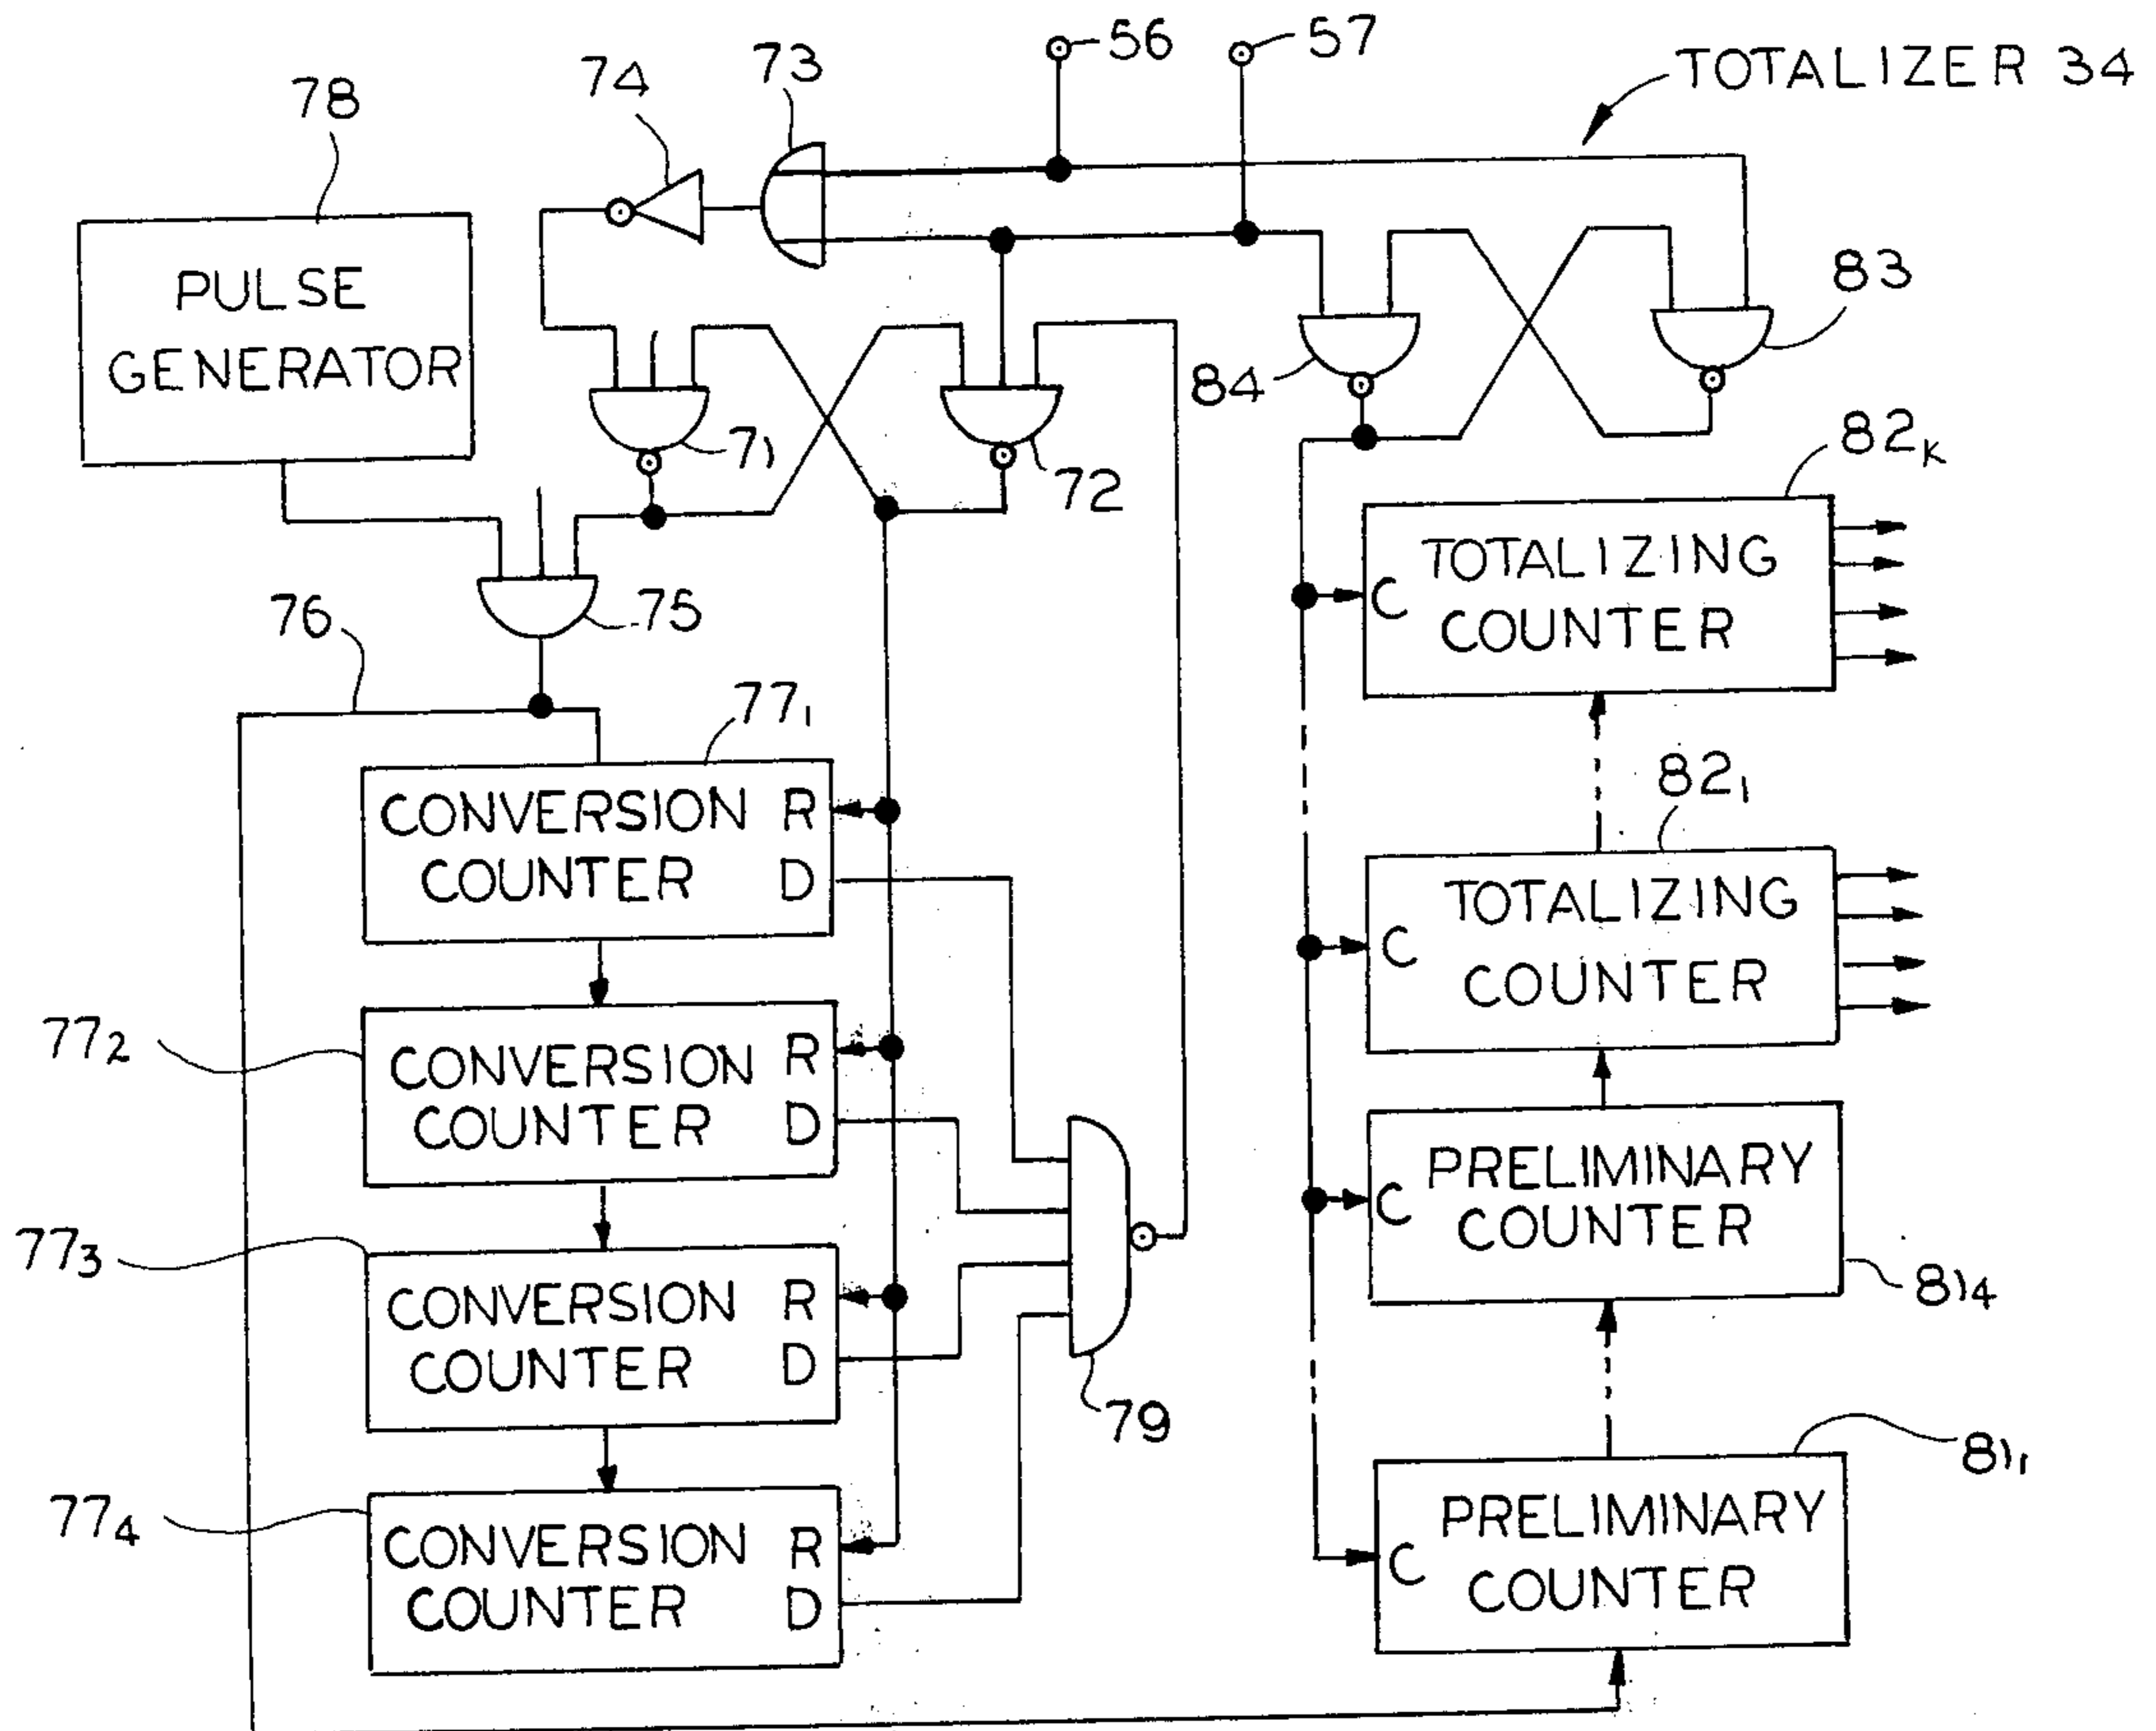 56
57
TOTALIZER 34
73
74
78
PULSE
GENERATOR
83
84
71
72
82K
75
76
TOTALIZING
C
COUNTER
771
CONVERSION R
COUNTER D
821
TOTALIZING
C
COUNTER
772
CONVERSION R
COUNTER D
PRELIMINARY
C
COUNTER
814
773
CONVERSION R
COUNTER D
79
811
774
CONVERSION R
COUNTER D
PRELIMINARY
C
COUNTER